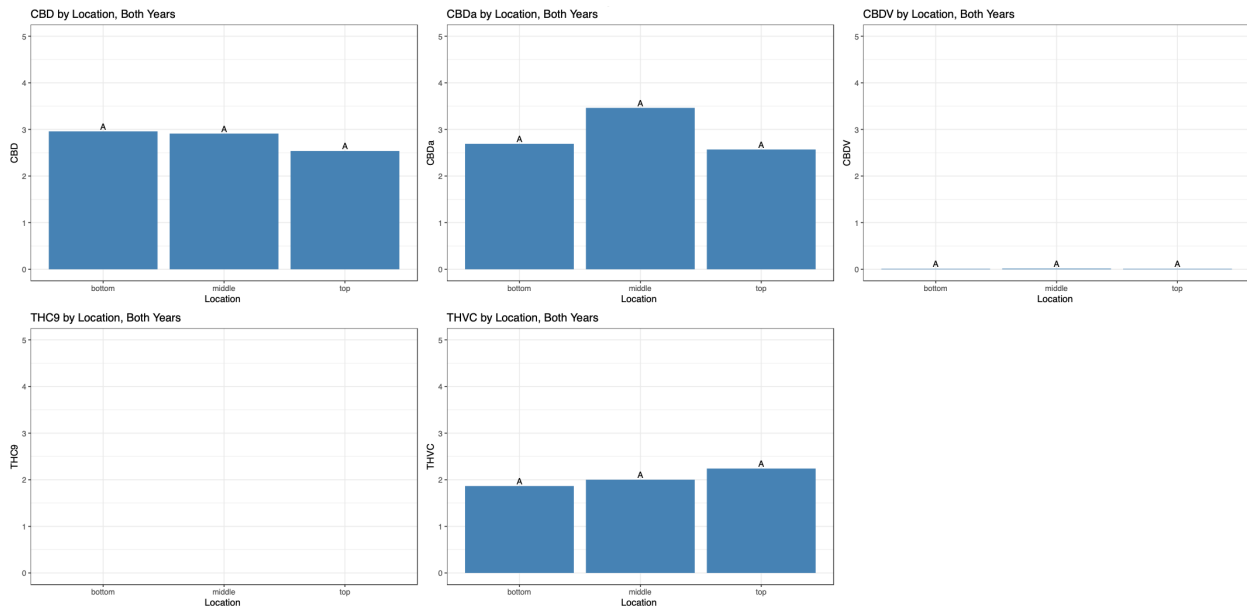 CBD by Location, Both Years
5
4
3
2
1
0
CBD
A
A
A
bottom
middle
top
Location
CBDa by Location, Both Years
5
4
3
2
1
0
CBDa
A
A
A
bottom
middle
top
Location
CBDV by Location, Both Years
5
4
3
2
1
0
CBDV
A
A
A
bottom
middle
top
Location
THC9 by Location, Both Years
5
4
3
2
1
0
THC9
bottom
middle
top
Location
THVC by Location, Both Years
5
4
3
2
1
0
THVC
A
A
A
bottom
middle
top
Location